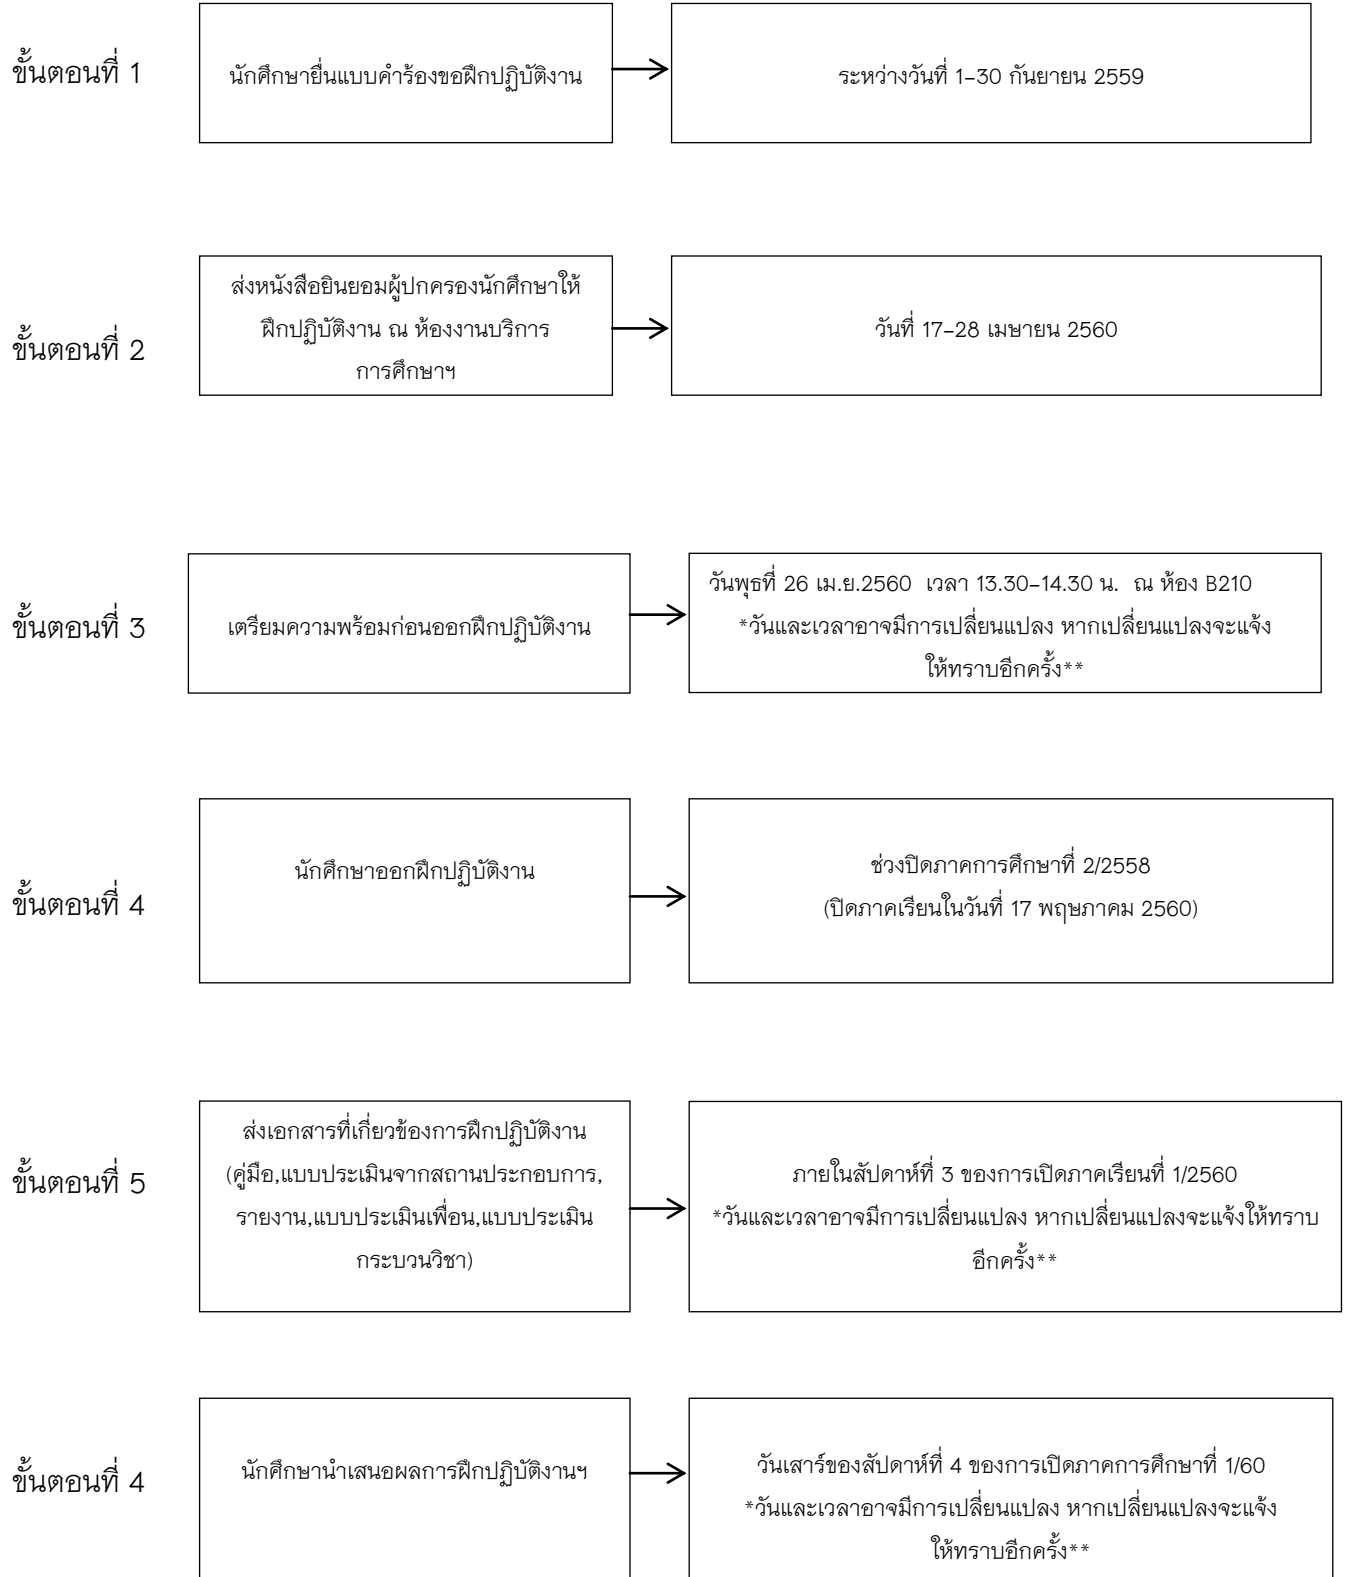 ขั้นตอนที่ 1
นักศึกษายื่นแบบคำร้องขอฝึกปฏิบัติงาน
ระหว่างวันที่ 1-30 กันยายน 2559
ขั้นตอนที่ 2
ส่งหนังสือยินยอมผู้ปกครองนักศึกษาให้
ฝึกปฏิบัติงาน ณ ห้องงานบริการ
การศึกษาฯ
วันที่ 17-28 เมษายน 2560
ขั้นตอนที่ 3
เตรียมความพร้อมก่อนออกฝึกปฏิบัติงาน
วันพุธที่ 26 เม.ย.2560 เวลา 13.30-14.30 น. ณ ห้อง B210
*วันและเวลาอาจมีการเปลี่ยนแปลง หากเปลี่ยนแปลงจะแจ้ง
ให้ทราบอีกครั้ง**
ขั้นตอนที่ 4
นักศึกษาออกฝึกปฏิบัติงาน
ช่วงปิดภาคการศึกษาที่ 2/2558
(ปิดภาคเรียนในวันที่ 17 พฤษภาคม 2560)
ขั้นตอนที่ 5
ส่งเอกสารที่เกี่ยวข้องการฝึกปฏิบัติงาน
(คู่มือ,แบบประเมินจากสถานประกอบการ,
รายงาน,แบบประเมินเพื่อน,แบบประเมิน
กระบวนวิชา)
ภายในสัปดาห์ที่ 3 ของการเปิดภาคเรียนที่ 1/2560
*วันและเวลาอาจมีการเปลี่ยนแปลง หากเปลี่ยนแปลงจะแจ้งให้ทราบ
อีกครั้ง**
ขั้นตอนที่ 4
นักศึกษานำเสนอผลการฝึกปฏิบัติงานฯ
วันเสาร์ของสัปดาห์ที่ 4 ของการเปิดภาคการศึกษาที่ 1/60
*วันและเวลาอาจมีการเปลี่ยนแปลง หากเปลี่ยนแปลงจะแจ้ง
ให้ทราบอีกครั้ง**